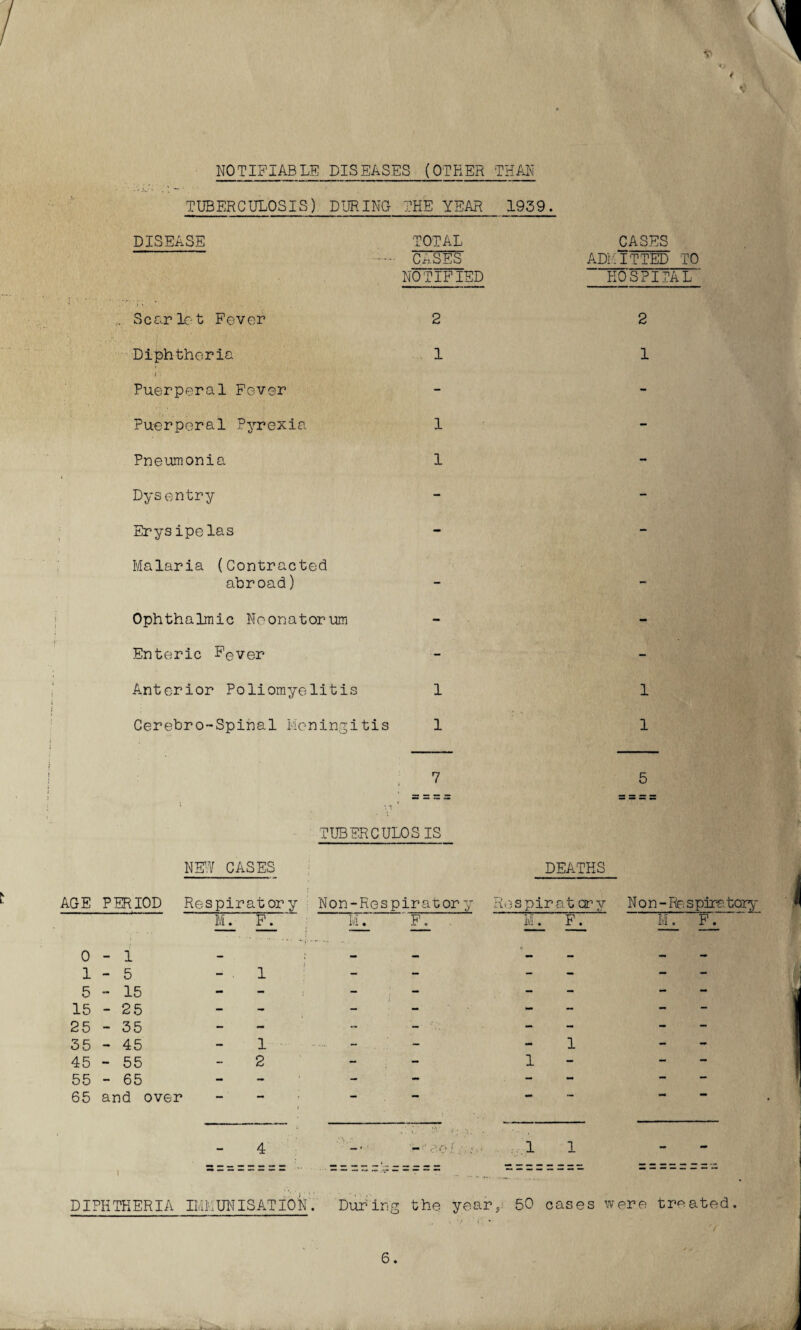 NOTIFIABLE DISEASES (OTHER THAN
TUBERCULOSIS) DURING THE YEAR 1939.
DISEASE TOTAL CASES
CASES ADMITTED TO
NOTIFIED HOSPITAL
Scarlet Fever 2 2
Diphtheria 1 1
Puerperal Fever - -
Puerperal Pyrexia 1 -
Pneumonia 1 -
Dysentry - -
Erysipelas - -
Malaria (Contracted
abroad) - -
Ophthalmic Neonatorum - -
Enteric Fever - -
Anterior Poliomyelitis 1 1
Cerebro-Spinal Meningitis 1 1
7 5
TUBERCULOSIS
NEW CASES DEATHS
AGE PERIOD Respiratory Non-Respiratory Respiratory Non-Respiratory
M. F. M. F. M. F. M. F.
0 - 1 - - - - - - -
1 - 5 - 1 - - - - - -
5 - 15 - - - - - - - -
15 - 25 - - - - - - - -
25 - 35 - - - - - - - -
35 - 45 - 1 - - - 1 - -
45 - 55 - 2 - - 1 - - -
55 - 65 - - - - - - - -
65 and over - - - - - - - -
- 4 - - 1 1 - -
DIPHTHERIA IMMUNISATION. During the year, 50 cases were treated.
6.